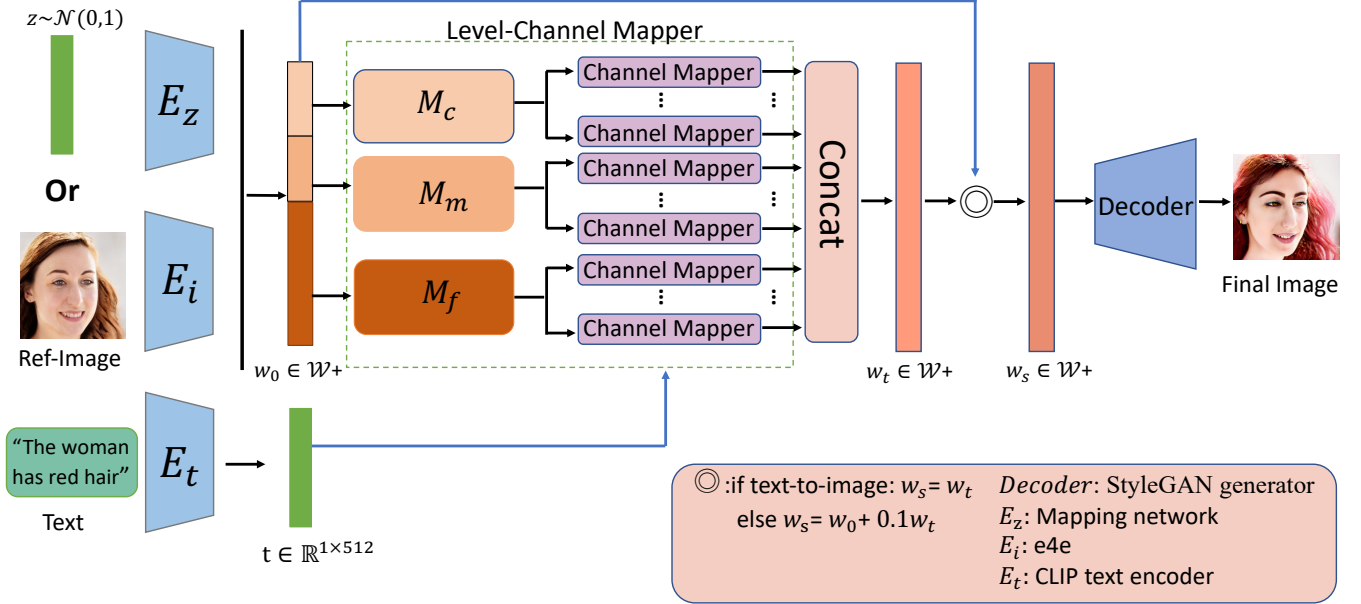 z~𝒩(0,1)
E_z
Or
E_i
Ref-Image
"The woman
has red hair"
Text
E_t
t ∈ ℝ^{1×512}
w_0 ∈ 𝒲+
Level-Channel Mapper
M_c
M_m
M_f
Channel Mapper
⋮ ⋮
Channel Mapper
Channel Mapper
⋮ ⋮
Channel Mapper
Channel Mapper
⋮ ⋮
Channel Mapper
Concat
w_t ∈ 𝒲+
w_s ∈ 𝒲+
Decoder
Final Image
◎ :if text-to-image: w_s= w_t
else w_s= w_0+ 0.1w_t
Decoder: StyleGAN generator
E_z: Mapping network
E_i: e4e
E_t: CLIP text encoder